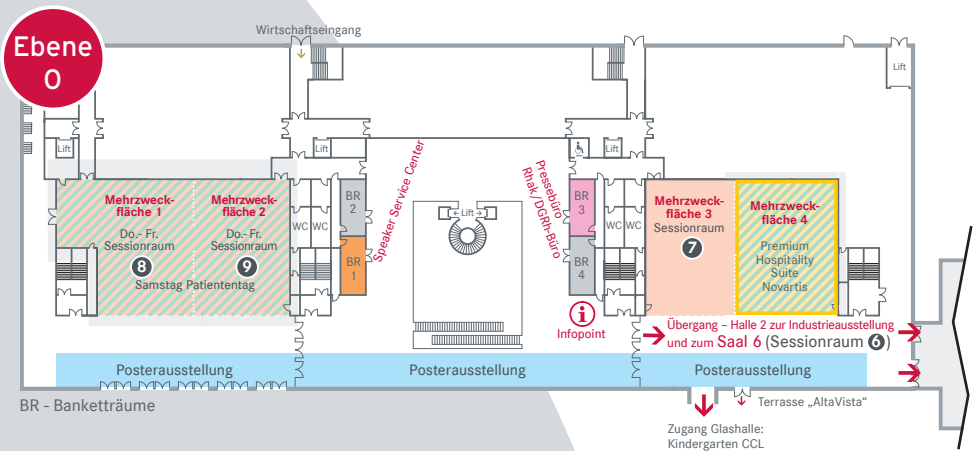 Ebene
0
Wirtschaftseingang
Lift
Lift
Lift
Lift
Mehrzweck-
fläche 1
Do.- Fr.
Sessionraum
8
Mehrzweck-
fläche 2
Do.- Fr.
Sessionraum
9
Samstag Patiententag
WC
WC
BR
2
BR
1
Speaker Service Center
Lift
Pressebüro
Rhak/DGRh-Büro
BR
3
BR
4
WC
WC
Mehrzweck-
fläche 3
Sessionraum
7
Mehrzweck-
fläche 4
Premium
Hospitality
Suite
Novartis
i
Infopoint
Übergang – Halle 2 zur Industrieausstellung
und zum Saal 6 (Sessionraum 6)
Posterausstellung
Posterausstellung
Posterausstellung
BR - Banketträume
Terrasse „AltaVista“
Zugang Glashalle:
Kindergarten CCL